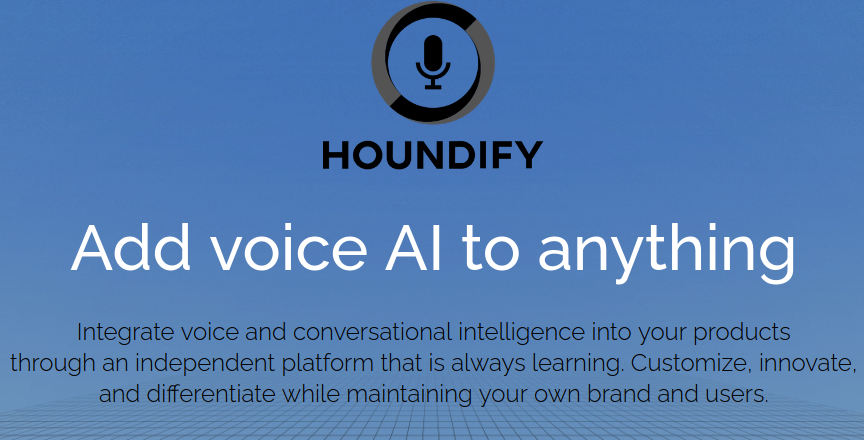 HOUNDIFY
Add voice AI to anything
Integrate voice and conversational intelligence into your products
through an independent platform that is always learning. Customize, innovate,
and differentiate while maintaining your own brand and users.